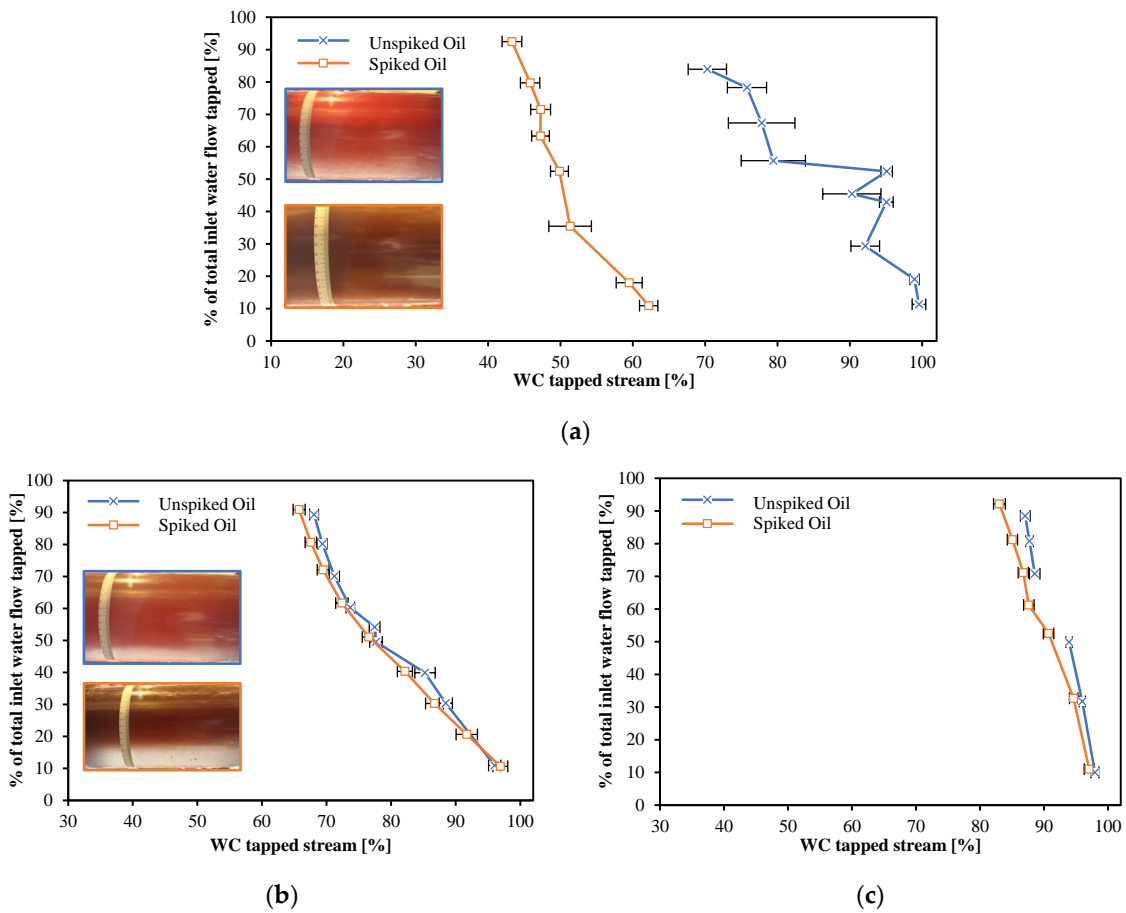 % of total inlet water flow tapped [%]
100
90
80
70
60
50
40
30
20
10
0
Unspiked Oil
Spiked Oil
10 20 30 40 50 60 70 80 90 100
WC tapped stream [%]
(a)
% of total inlet water flow tapped [%]
100
90
80
70
60
50
40
30
20
10
0
Unspiked Oil
Spiked Oil
30 40 50 60 70 80 90 100
WC tapped stream [%]
(b)
% of total inlet water flow tapped [%]
100
90
80
70
60
50
40
30
20
10
0
Unspiked Oil
Spiked Oil
30 40 50 60 70 80 90 100
WC tapped stream [%]
(c)